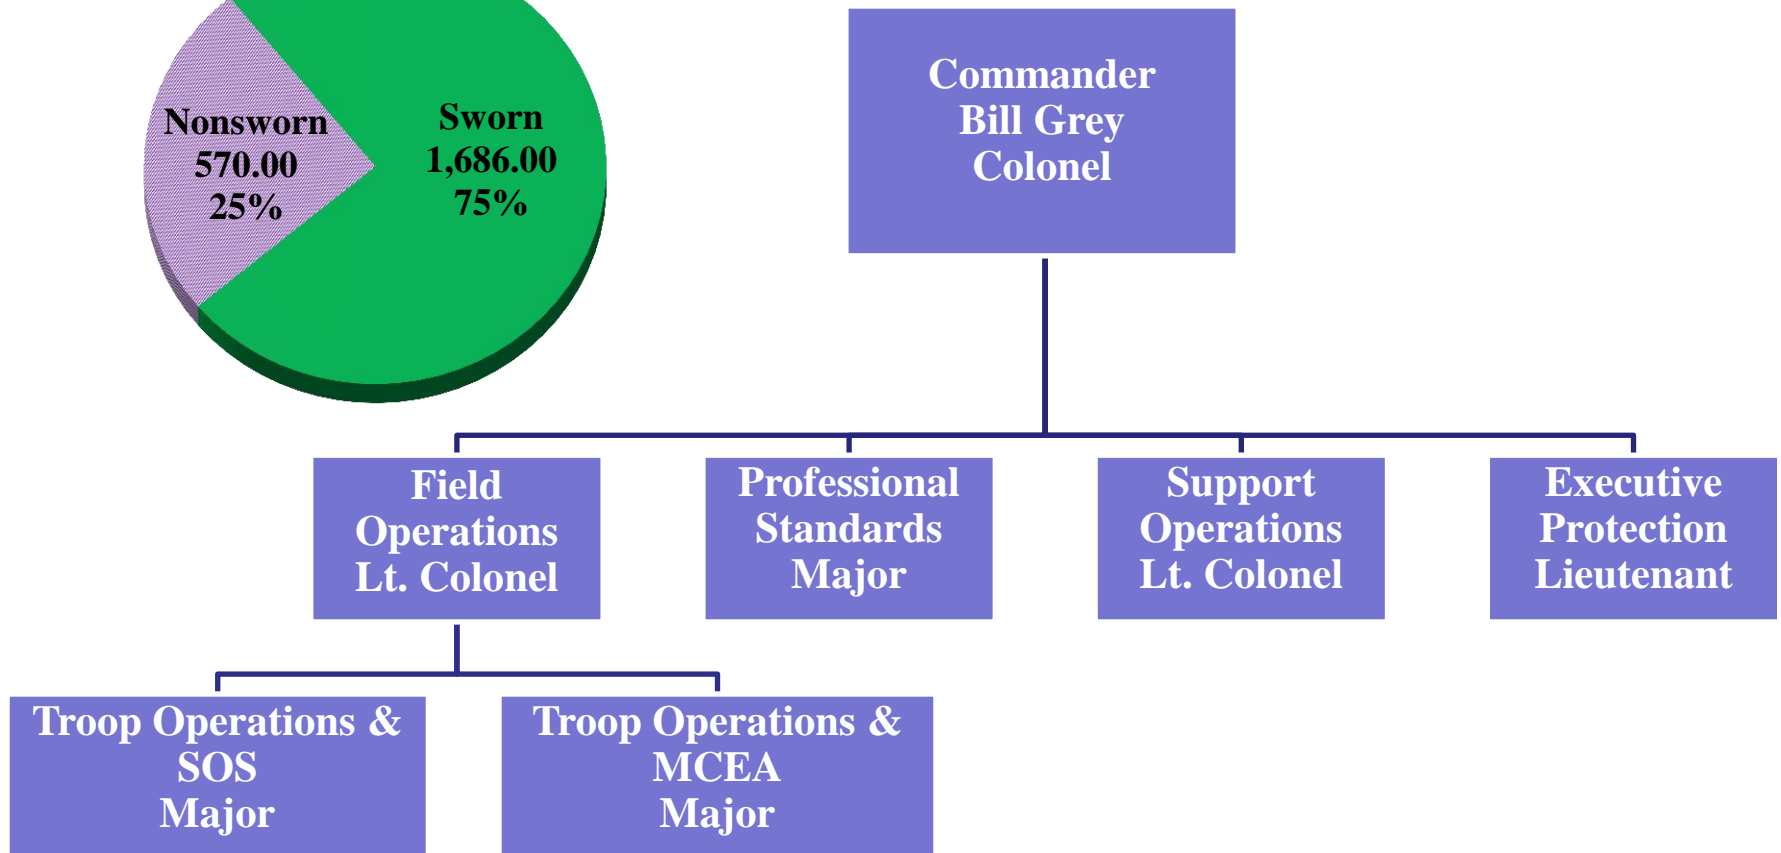 Nonsworn
570.00
25%
Sworn
1,686.00
75%
Commander
Bill Grey
Colonel
Field
Operations
Lt. Colonel
Professional
Standards
Major
Support
Operations
Lt. Colonel
Executive
Protection
Lieutenant
Troop Operations &
SOS
Major
Troop Operations &
MCEA
Major